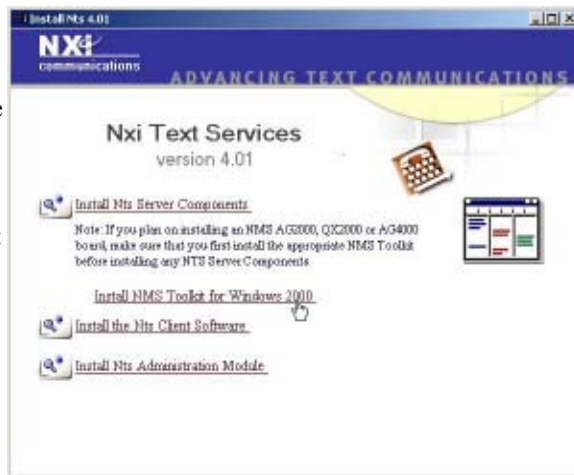 Install Nts 4.01
NXi
communications
ADVANCING TEXT COMMUNICATIONS
Nxi Text Services
version 4.01
Install Nts Server Components
Note: If you plan on installing an NMS AG2000, QX2000 or AG4000
board, make sure that you first install the appropriate NMS Toolkit
before installing any NTS Server Components
Install NMS Toolkit for Windows 2000
Install the Nts Client Software
Install Nts Administration Module